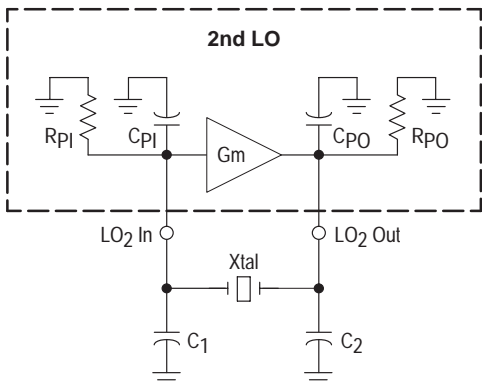 2nd LO
RPI
CPI
Gm
CPO
RPO
LO2 In
LO2 Out
Xtal
C1
C2